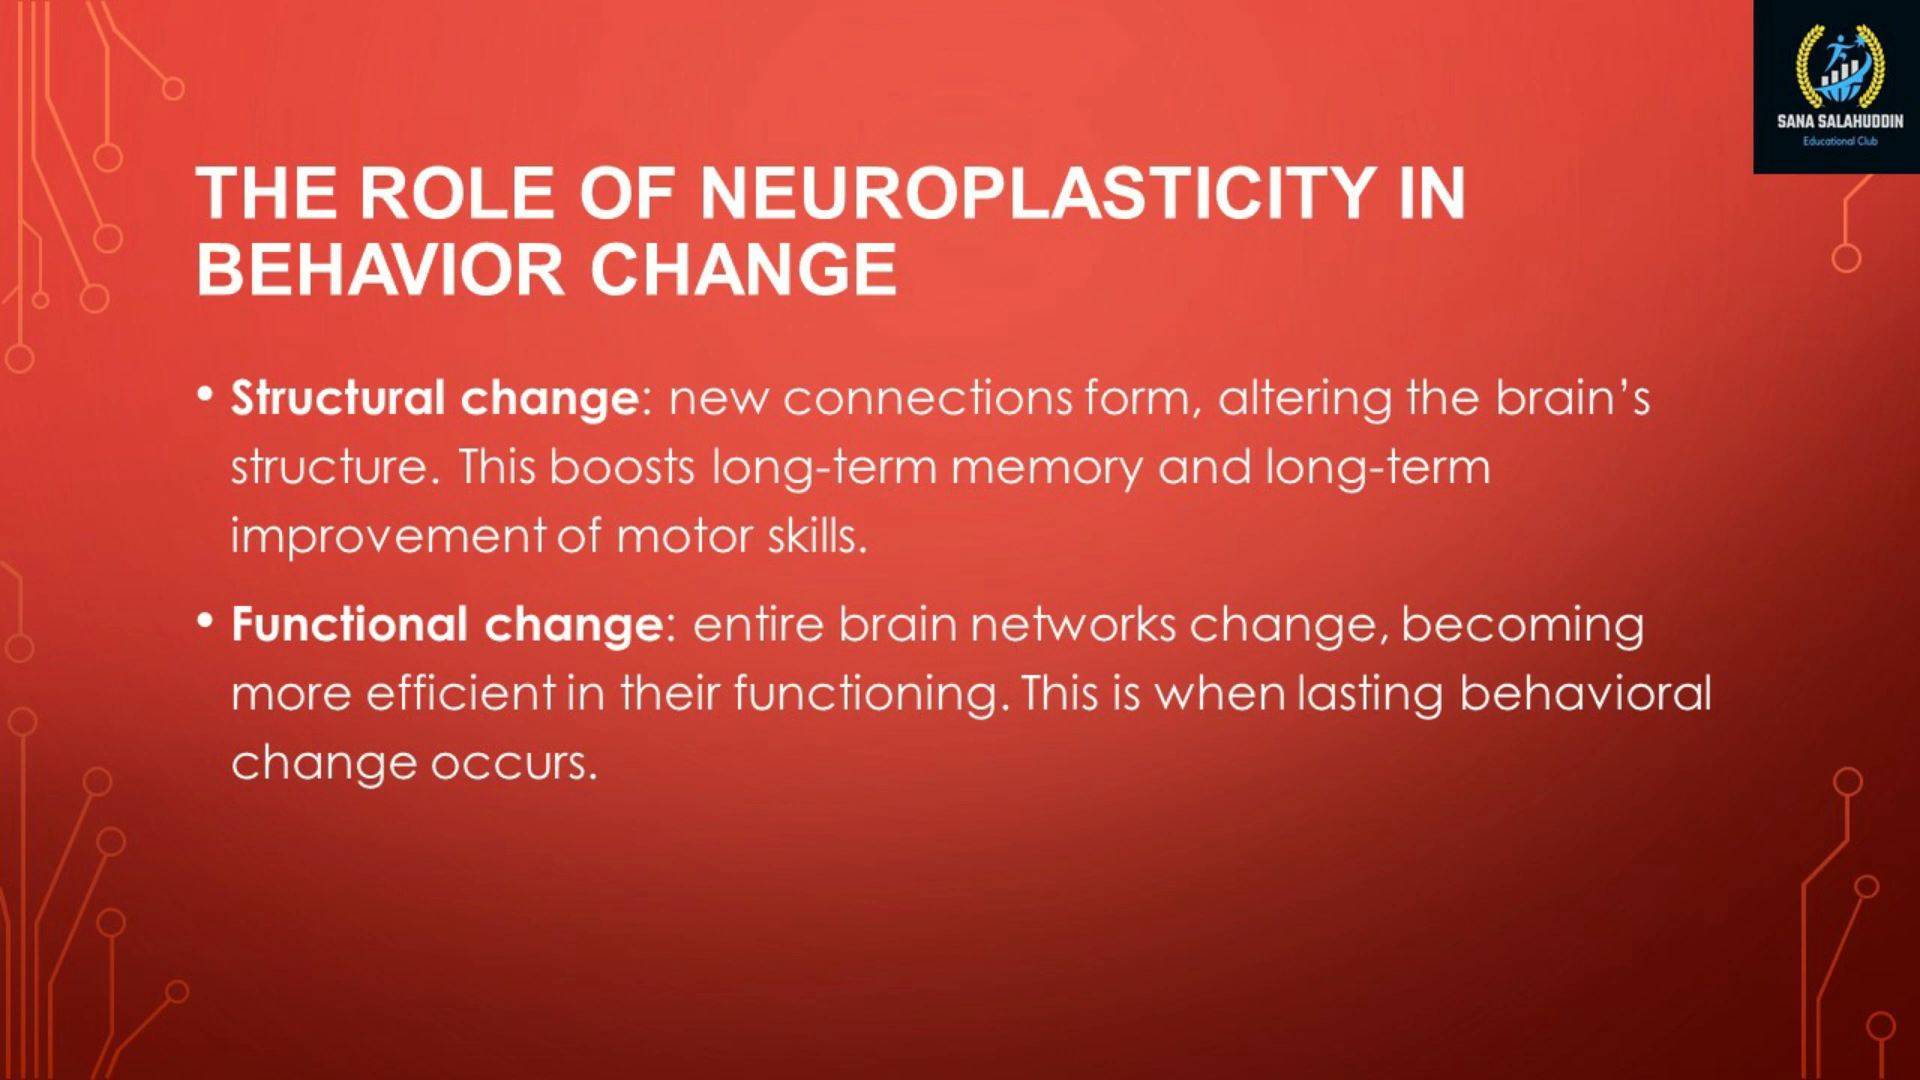 SANA SALAHUDDIN
Educational Club
THE ROLE OF NEUROPLASTICITY IN
BEHAVIOR CHANGE
• Structural change: new connections form, altering the brain’s
structure. This boosts long-term memory and long-term
improvement of motor skills.
• Functional change: entire brain networks change, becoming
more efficient in their functioning. This is when lasting behavioral
change occurs.